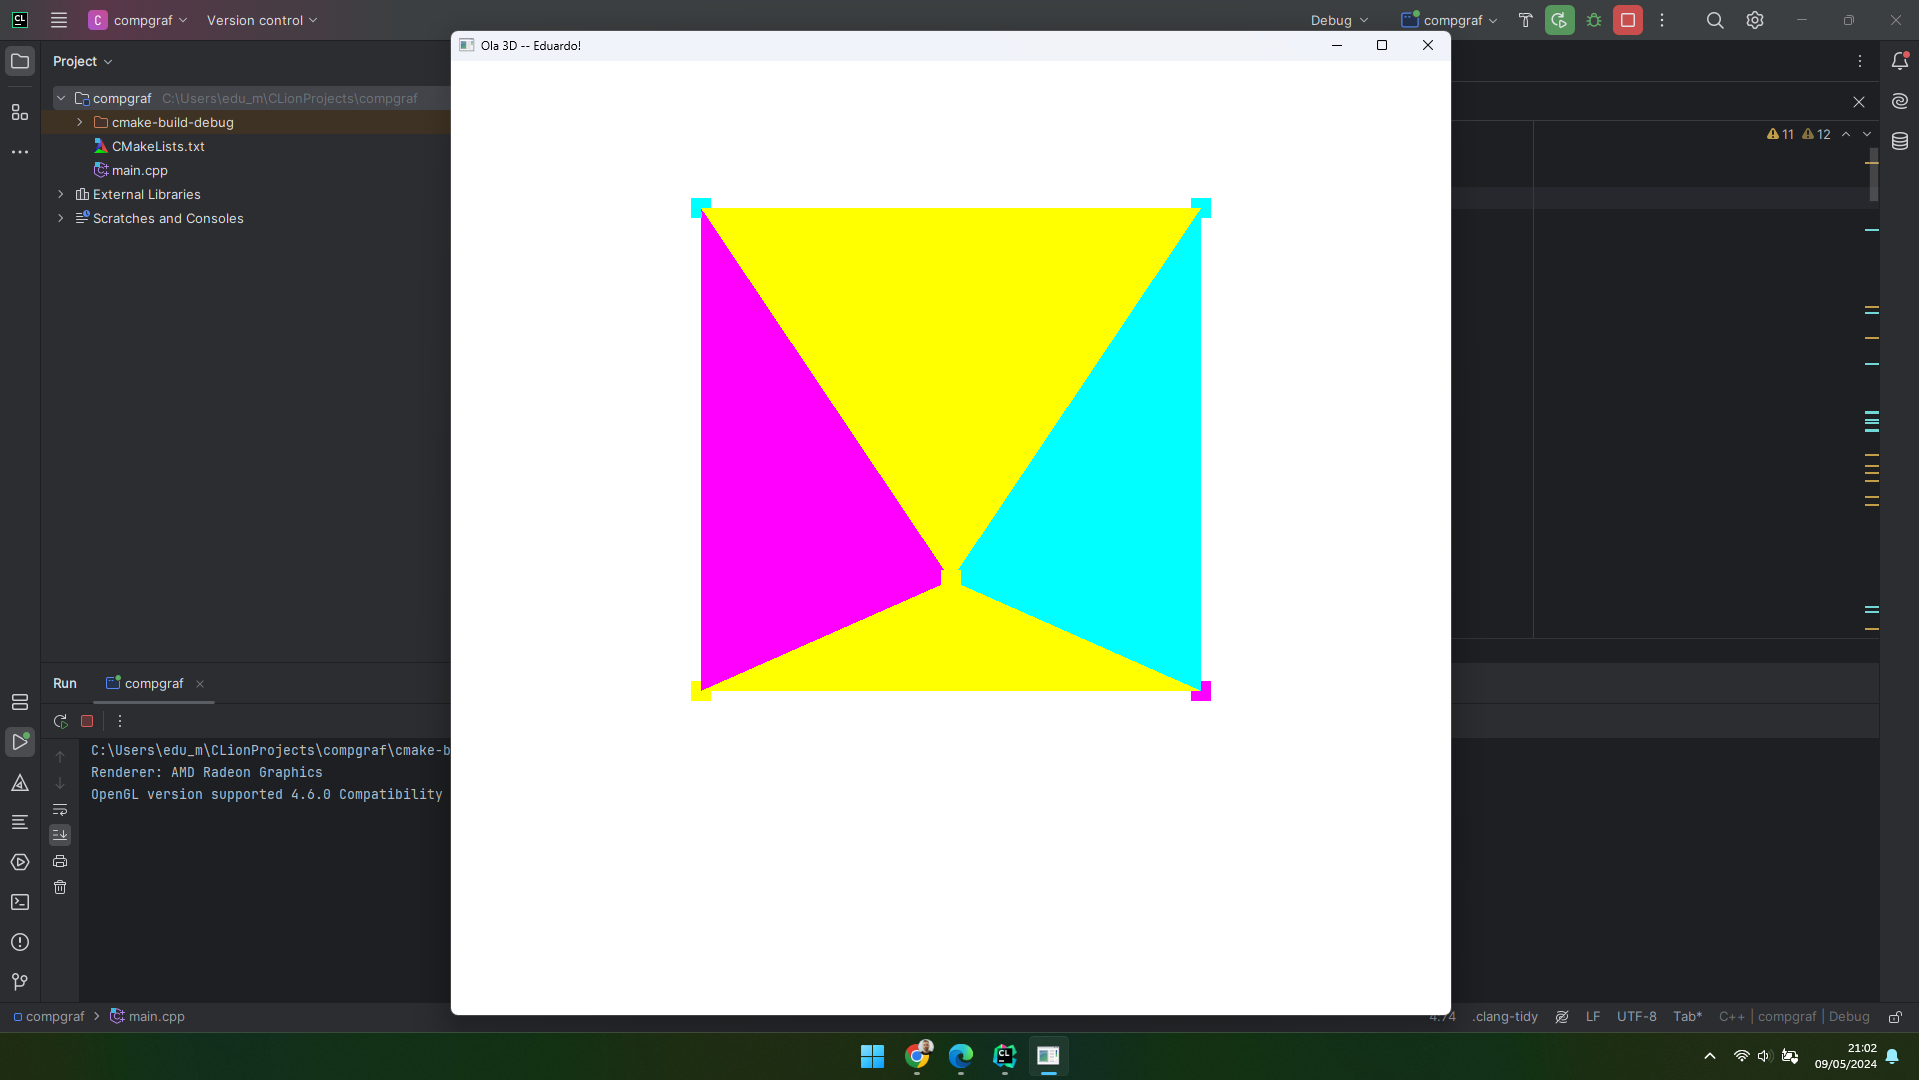 CL
C compgraf Version control
Debug compgraf
Ola 3D -- Eduardo!
Project
compgraf C:\Users\edu_m\CLionProjects\compgraf
cmake-build-debug
CMakeLists.txt
main.cpp
External Libraries
Scratches and Consoles
11 12
Run compgraf
C:\Users\edu_m\CLionProjects\compgraf\cmake-b
Renderer: AMD Radeon Graphics
OpenGL version supported 4.6.0 Compatibility
compgraf > main.cpp
4:74 .clang-tidy LF UTF-8 Tab* C++ | compgraf | Debug
CL
21:02
09/05/2024